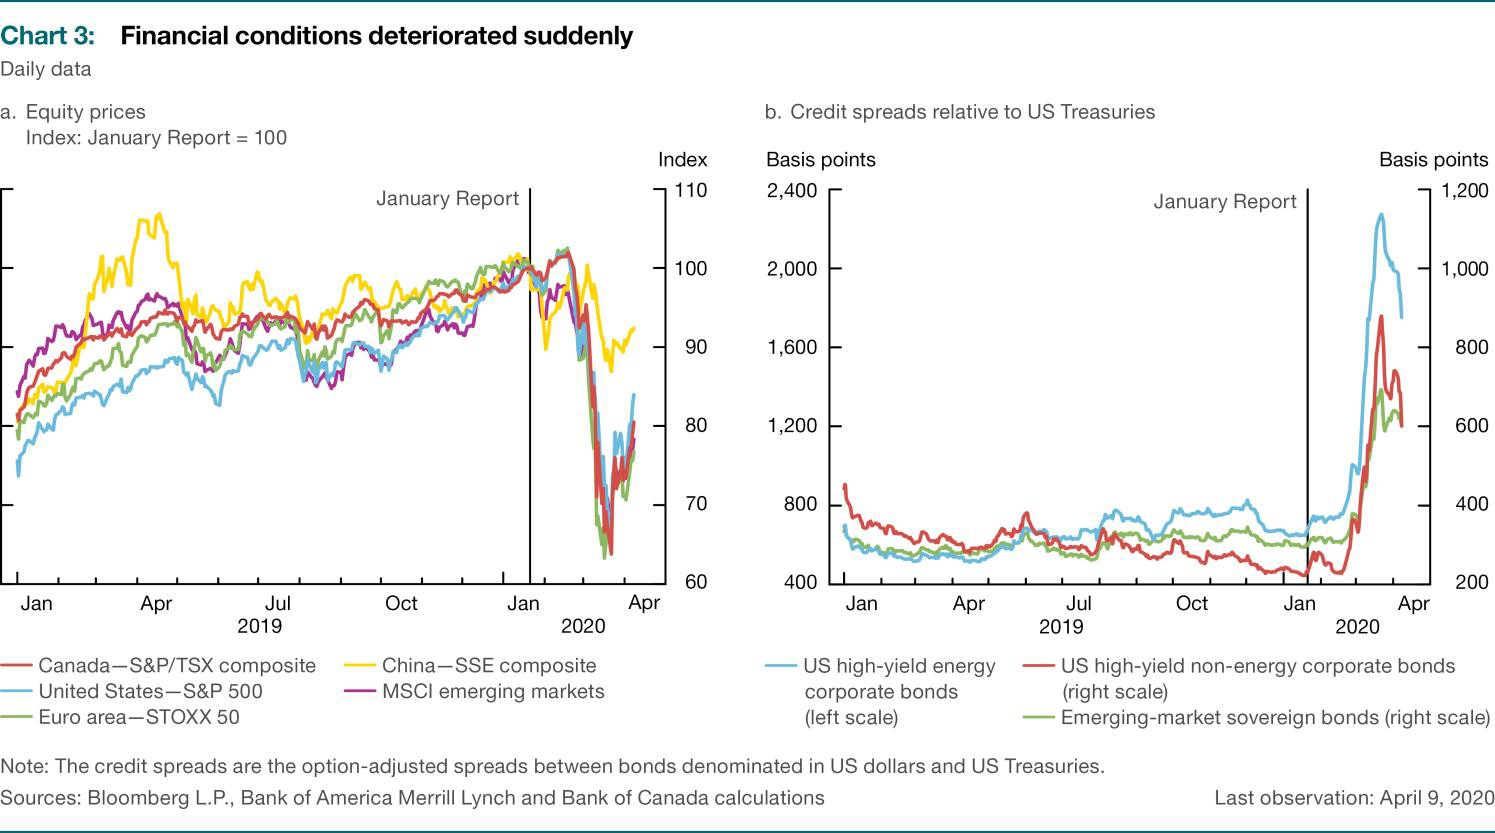 Chart 3: Financial conditions deteriorated suddenly
Daily data
a. Equity prices
Index: January Report = 100
Index
110
100
90
80
70
60
January Report
Jan Apr Jul Oct Jan Apr
2019 2020
Canada—S&P/TSX composite
United States—S&P 500
Euro area—STOXX 50
China—SSE composite
MSCI emerging markets
b. Credit spreads relative to US Treasuries
Basis points
2,400
2,000
1,600
1,200
800
400
Basis points
1,200
1,000
800
600
400
200
January Report
Jan Apr Jul Oct Jan Apr
2019 2020
US high-yield energy
corporate bonds
(left scale)
US high-yield non-energy corporate bonds
(right scale)
Emerging-market sovereign bonds (right scale)
Note: The credit spreads are the option-adjusted spreads between bonds denominated in US dollars and US Treasuries.
Sources: Bloomberg L.P., Bank of America Merrill Lynch and Bank of Canada calculations
Last observation: April 9, 2020